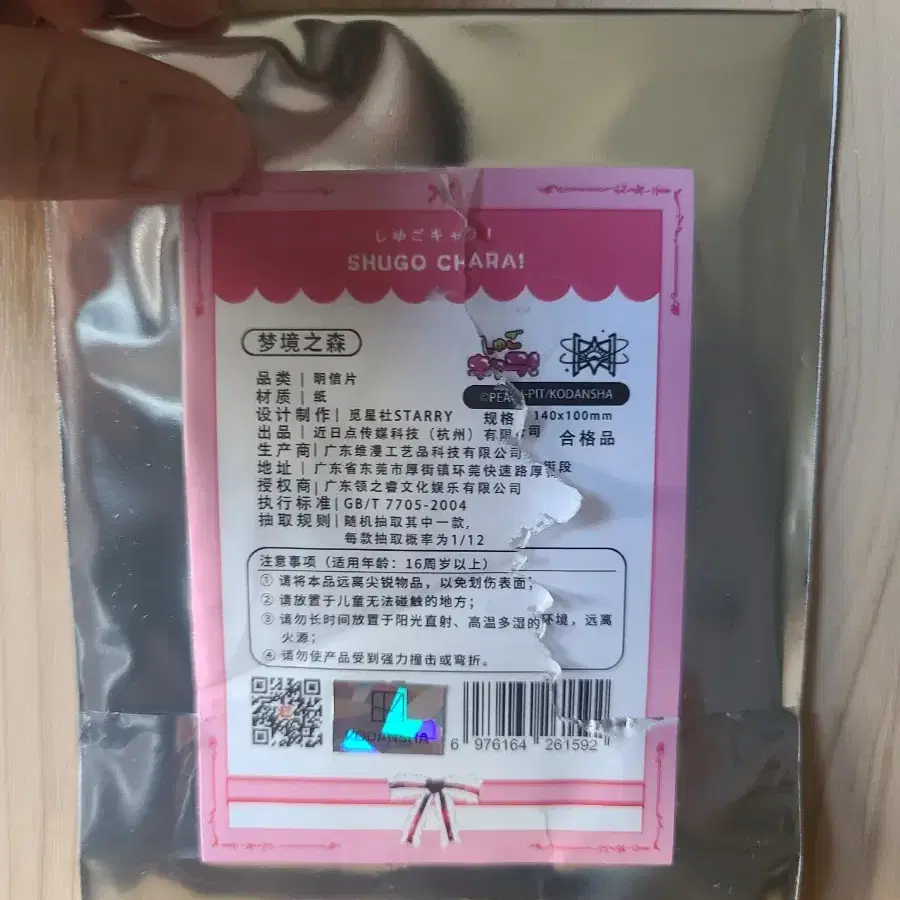 しゅごキャラ!
SHUGO CHARA!
梦境之森
しゅごキャラ!
©PEACH-PIT/KODANSHA
品类 | 明信片
材质 | 纸
设计制作 | 觅星社STARRY
规格 140x100mm
出品 | 近日点传媒科技(杭州)有限公司
合格品
生产商 | 广东维漫工艺品科技有限公司
地址 | 广东省东莞市厚街镇环莞快速路厚街段
授权商 | 广东领之睿文化娱乐有限公司
执行标准 | GB/T 7705-2004
抽取规则 | 随机抽取其中一款,
每款抽取概率为1/12
注意事项(适用年龄:16周岁以上)
① 请将本品远离尖锐物品,以免划伤表面;
② 请放置于儿童无法碰触的地方;
③ 请勿长时间放置于阳光直射、高温多湿的环境,远离
火源;
④ 请勿使产品受到强力撞击或弯折。
KODANSHA
6 976164 261592